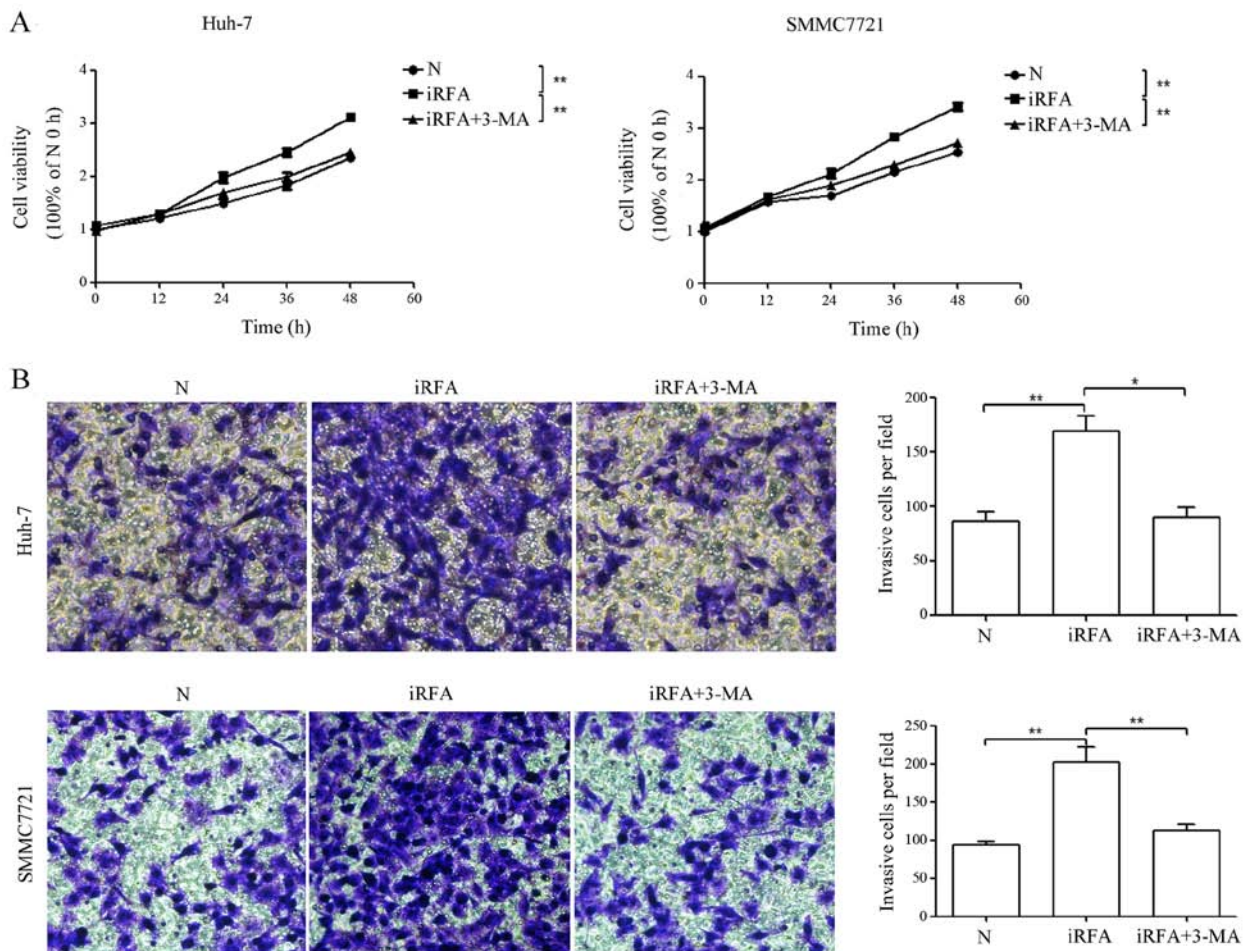 A
Huh-7
4
3
2
1
0
Cell viability
(100% of N 0 h)
0 12 24 36 48 60
Time (h)
N
iRFA
iRFA+3-MA
**
**
SMMC7721
4
3
2
1
0
Cell viability
(100% of N 0 h)
0 12 24 36 48 60
Time (h)
N
iRFA
iRFA+3-MA
**
**
B
N iRFA iRFA+3-MA
Huh-7
200
150
100
50
0
Invasive cells per field
** *
N iRFA iRFA+3-MA
N iRFA iRFA+3-MA
SMMC7721
250
200
150
100
50
0
Invasive cells per field
** **
N iRFA iRFA+3-MA